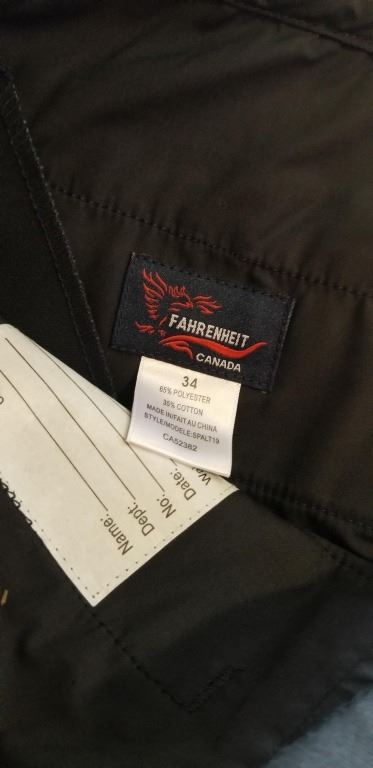 FAHRENHEIT
CANADA
34
65% POLYESTER
35% COTTON
MADE IN/FAIT AU CHINA
STYLE/MODELE:SPALT19
CA52382
Name:
Dept:
Date: